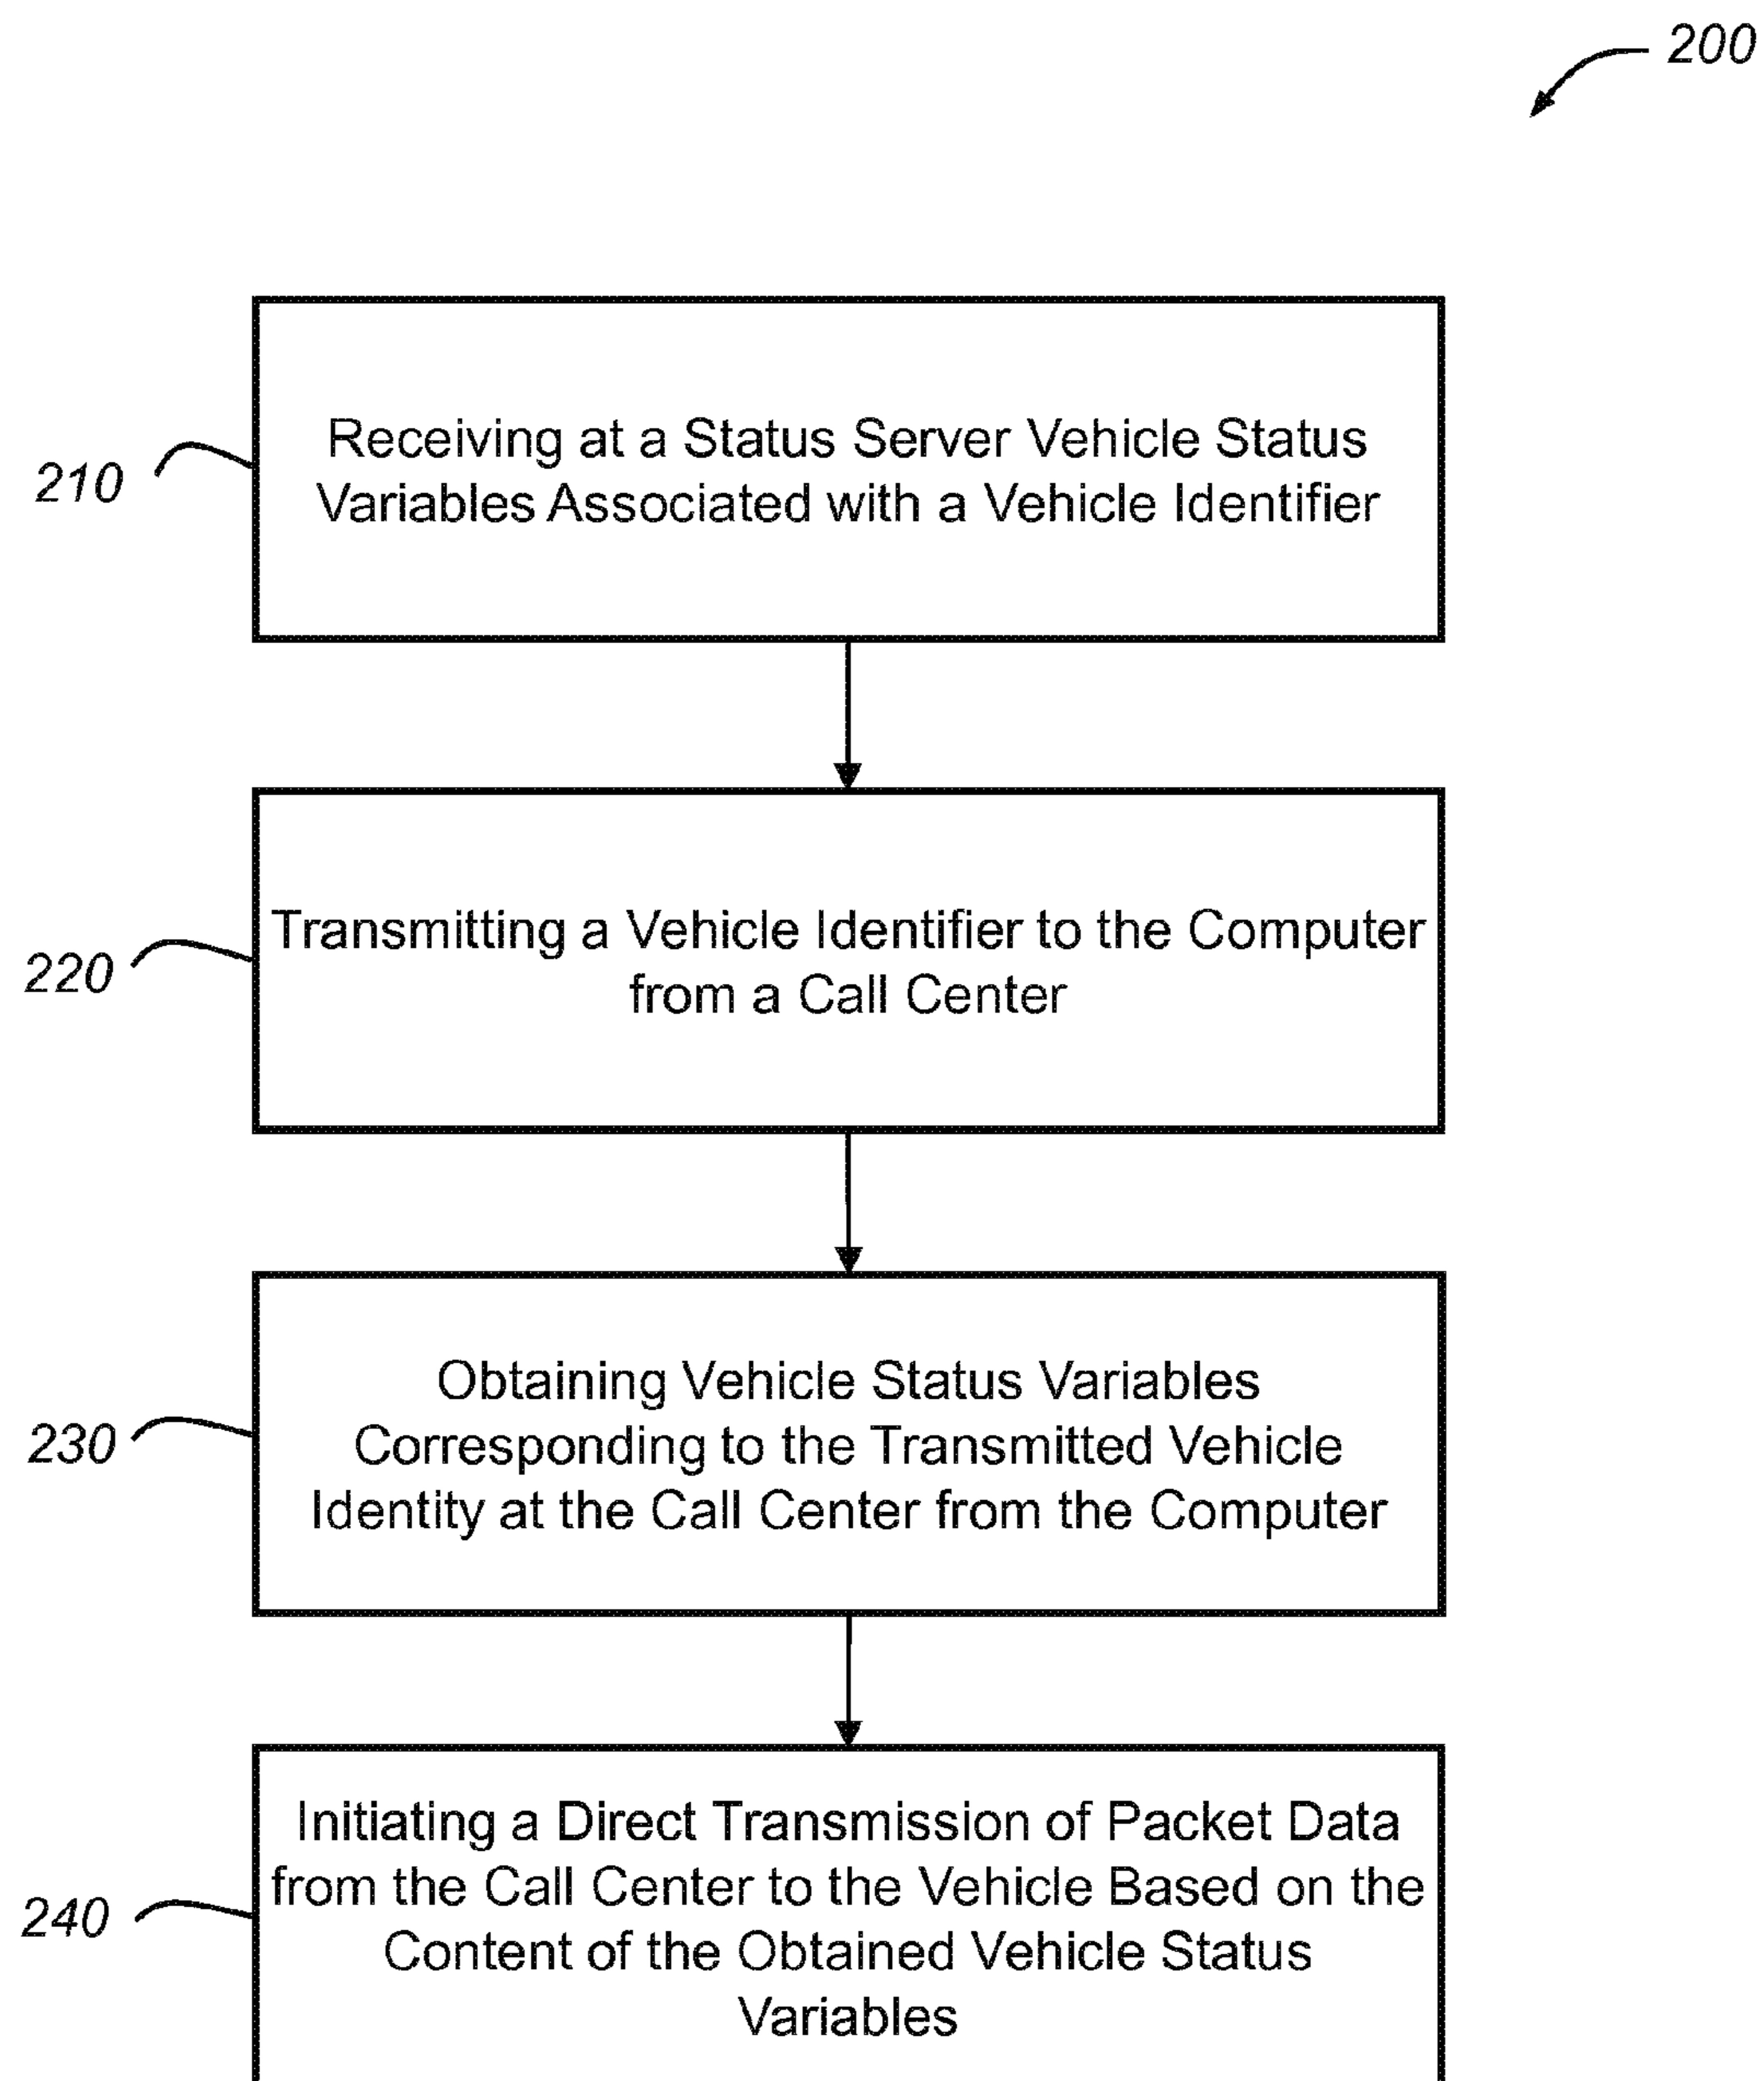 200
210
Receiving at a Status Server Vehicle Status
Variables Associated with a Vehicle Identifier
220
Transmitting a Vehicle Identifier to the Computer
from a Call Center
230
Obtaining Vehicle Status Variables
Corresponding to the Transmitted Vehicle
Identity at the Call Center from the Computer
240
Initiating a Direct Transmission of Packet Data
from the Call Center to the Vehicle Based on the
Content of the Obtained Vehicle Status
Variables